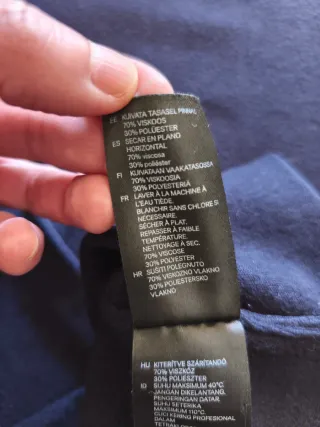 KUIVATA TASASEL PINNAL
70% VISKOOS
30% POLÜESTER
ES SECAR EN PLANO
HORIZONTAL
70% viscosa
30% poliéster
FI KUIVATAAN VAAKATASOSSA
70% VISKOOSIA
30% POLYESTERIÄ
FR LAVER À LA MACHINE À
L'EAU TIÈDE.
BLANCHIR SANS CHLORE SI
NÉCESSAIRE.
SÉCHER À PLAT.
REPASSER À FAIBLE
TEMPÉRATURE.
NETTOYAGE À SEC.
70% VISCOSE
30% POLYESTER
HR SUŠITI POLEGNUTO
70% VISKOZNO VLAKNO
30% POLIESTERSKO
VLAKNO
HU KITERÍTVE SZÁRÍTANDÓ
70% VISZKÓZ
30% POLIÉSZTER
ID SUHU MAKSIMUM 40°C
JANGAN DIKELANTANG,
PENGERINGAN DATAR,
SUHU SETERIKA
MAKSIMUM 110°C
CUCI KERING PROFESIONAL
DALAM